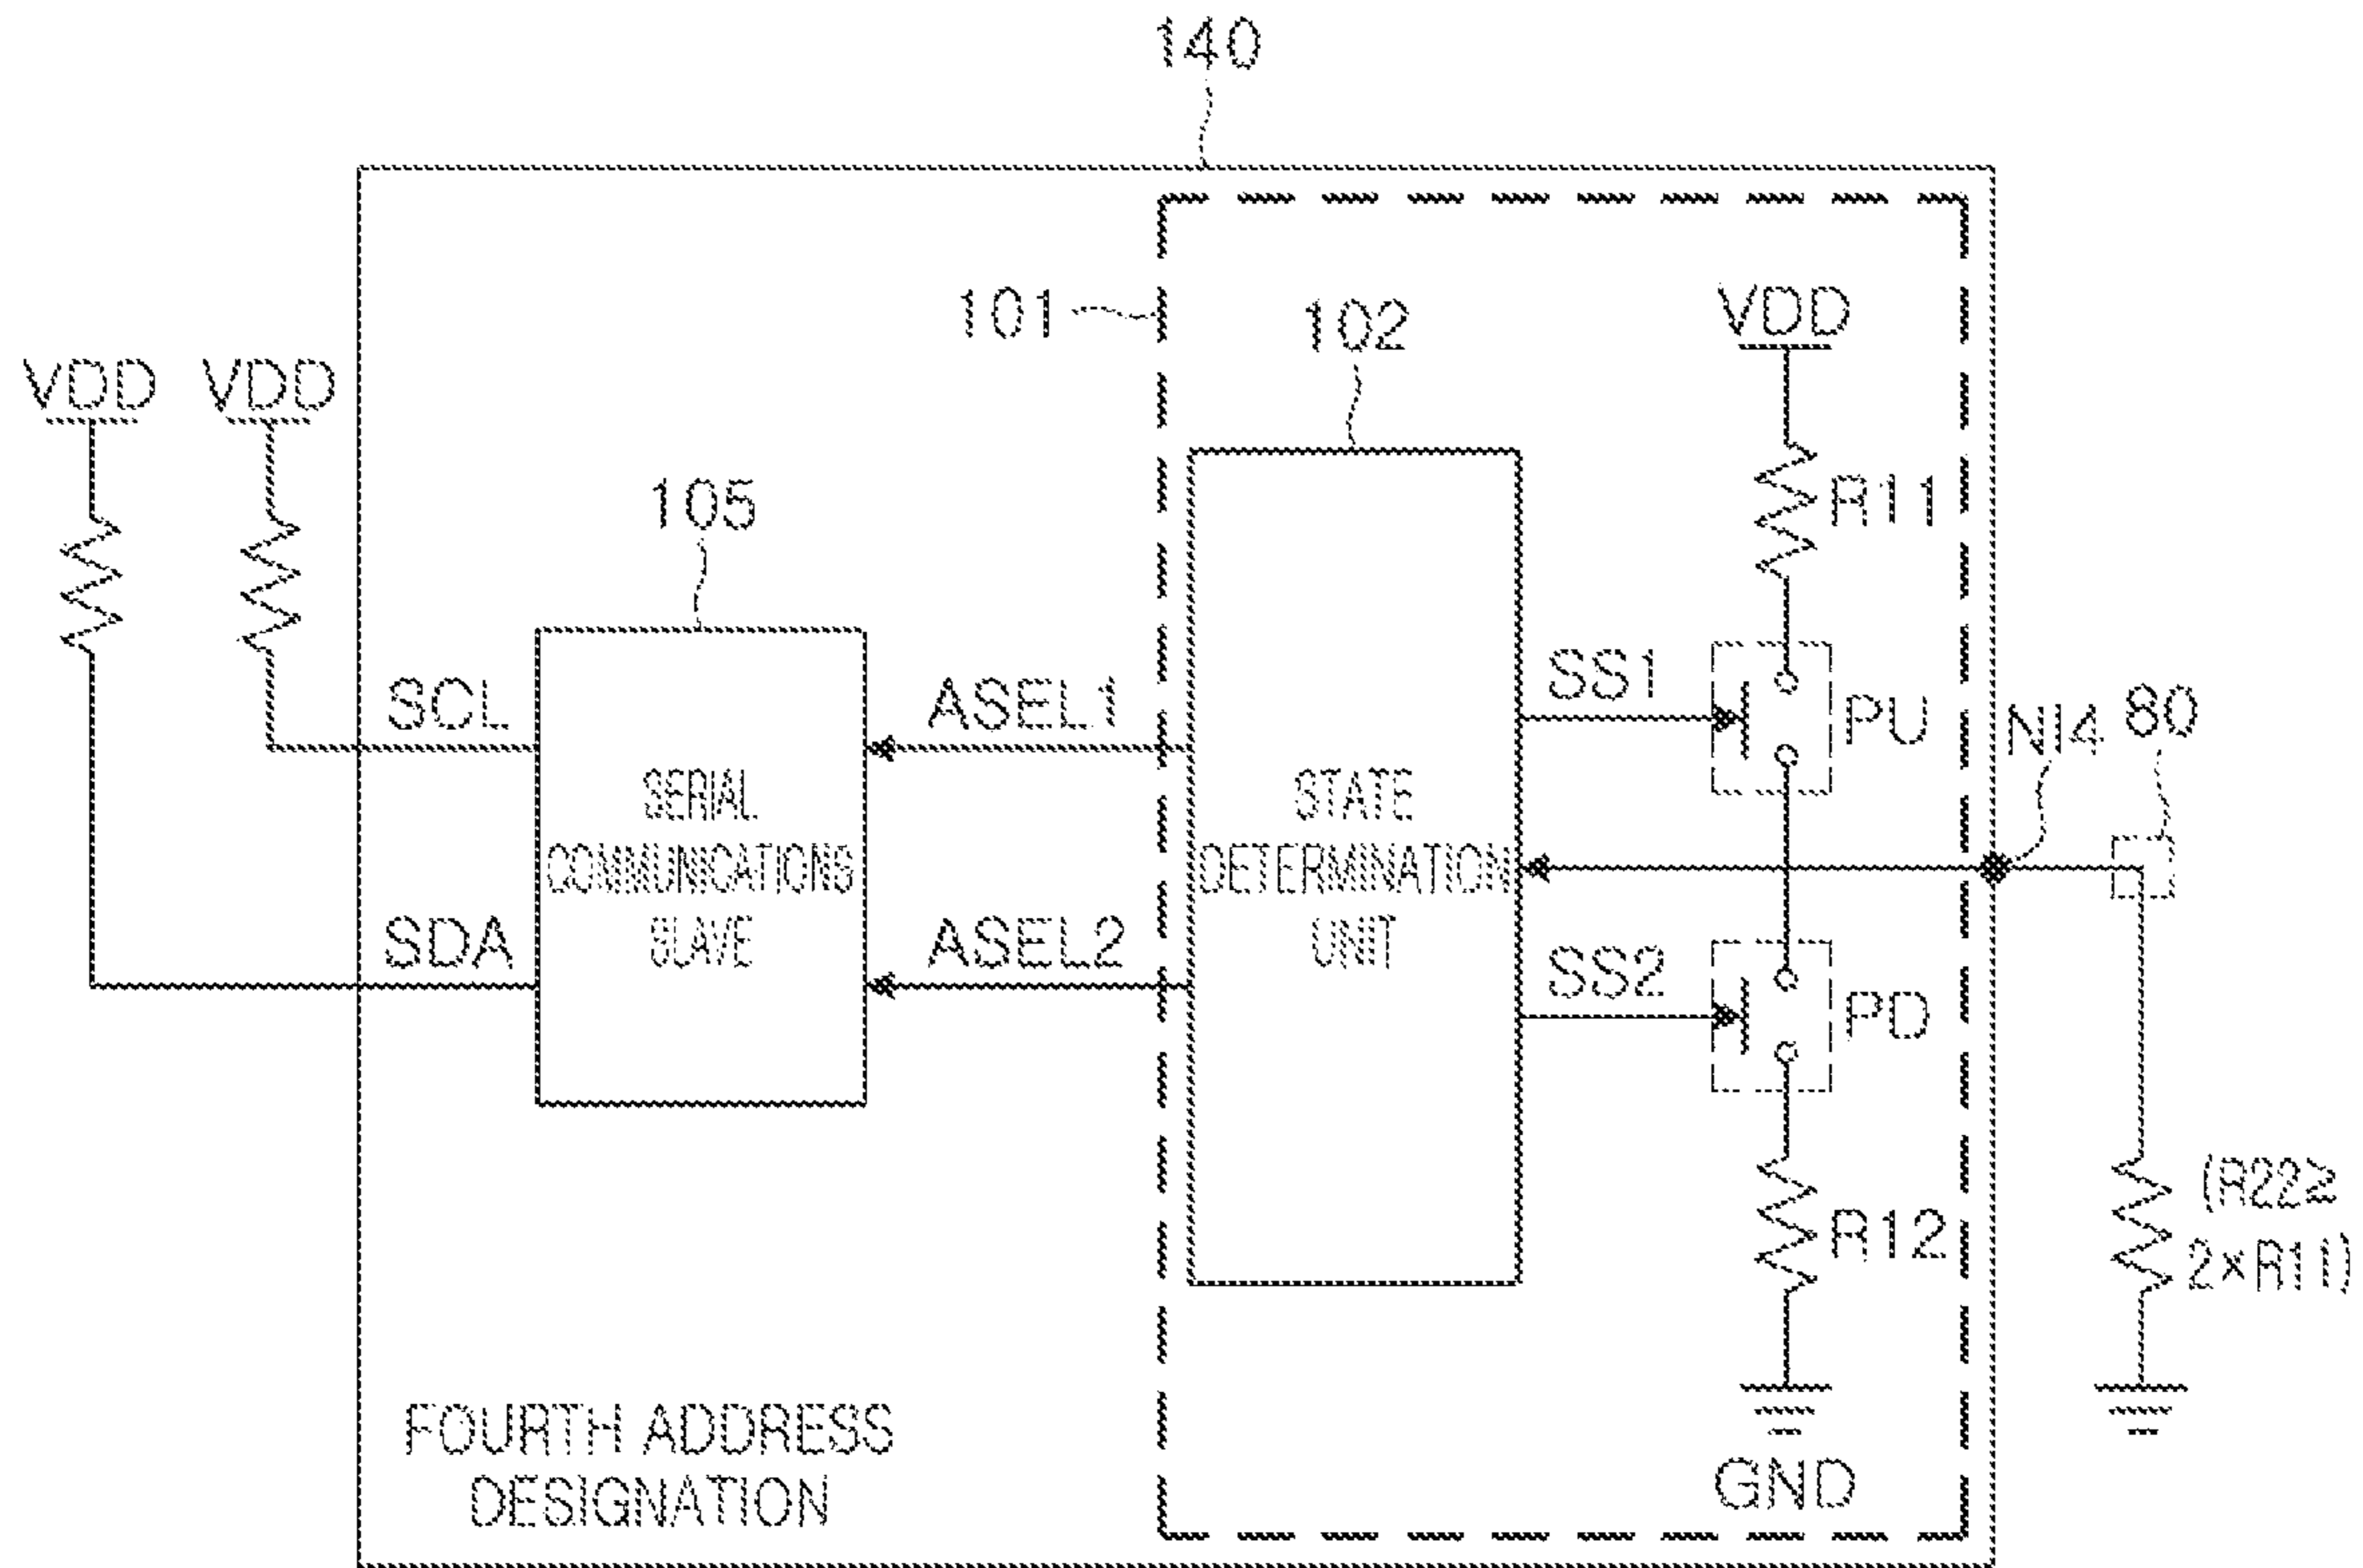 140
101
102
VDD
VDD VDD
R11
105
SS1
PU
NI4
80
SCL
ASEL1
SERIAL
COMMUNICATIONS
SLAVE
STATE
DETERMINATION
UNIT
SDA
ASEL2
SS2
PD
R12
(R22≥
2×R11)
GND
FOURTH ADDRESS
DESIGNATION